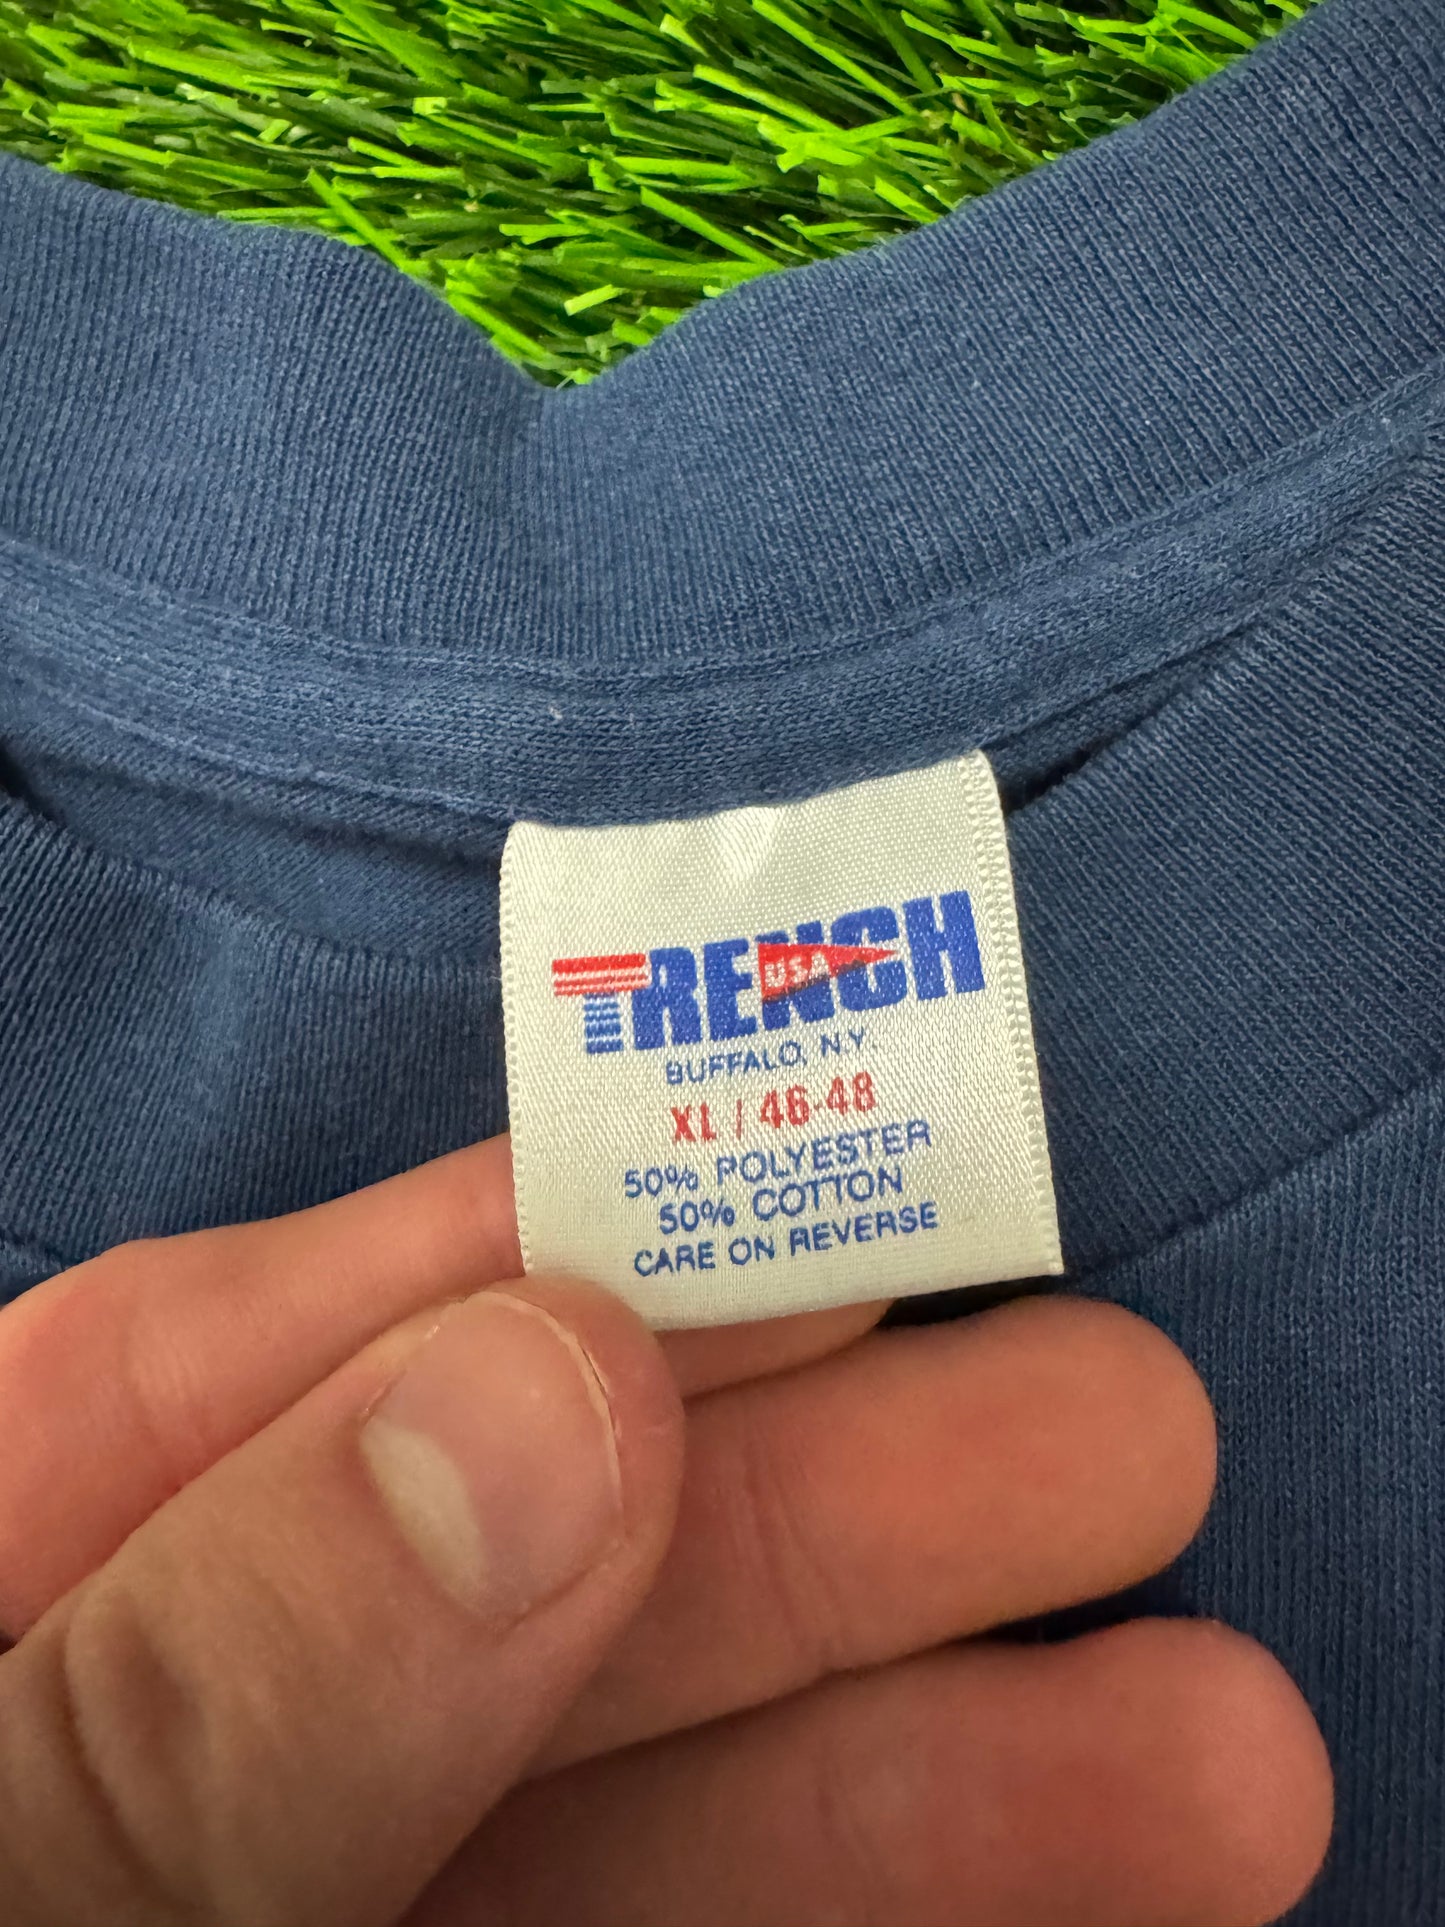 TRENCH
USA
BUFFALO, N.Y.
XL / 46-48
50% POLYESTER
50% COTTON
CARE ON REVERSE